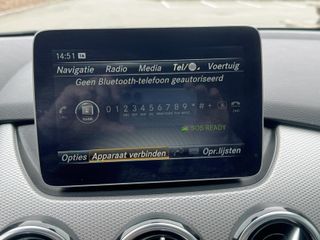 14:51
Navigatie Radio Media Tel/ Voertuig
Geen Bluetooth-telefoon geautoriseerd
0 1 2 3 4 5 6 7 8 9 * # +
SOS READY
Opties Apparaat verbinden Opr.lijsten